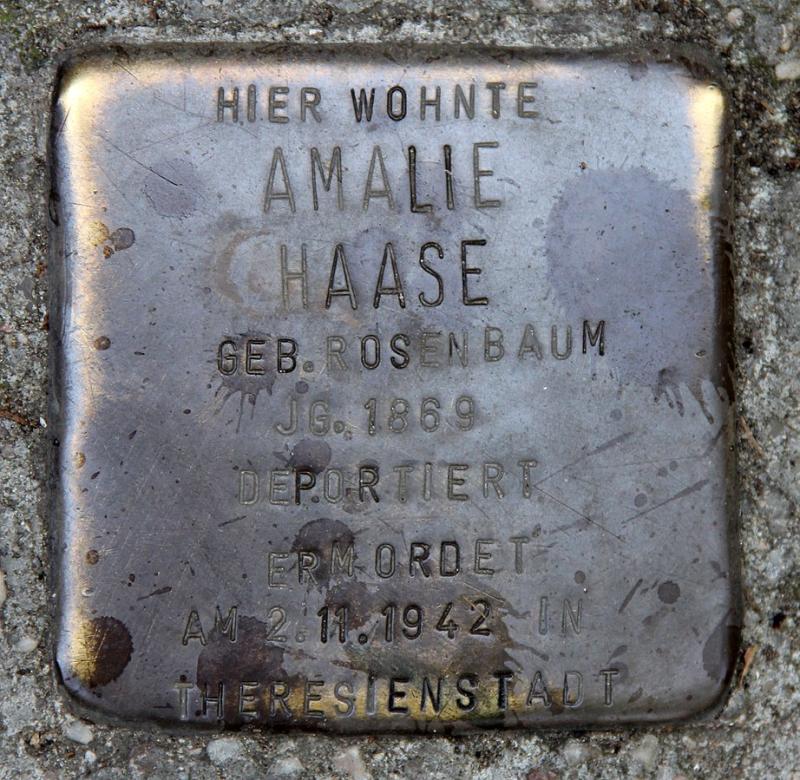 HIER WOHNTE
AMALIE
HAASE
GEB. ROSENBAUM
JG. 1869
DEPORTIERT
ERMORDET
AM 2.11.1942 IN
THERESIENSTADT